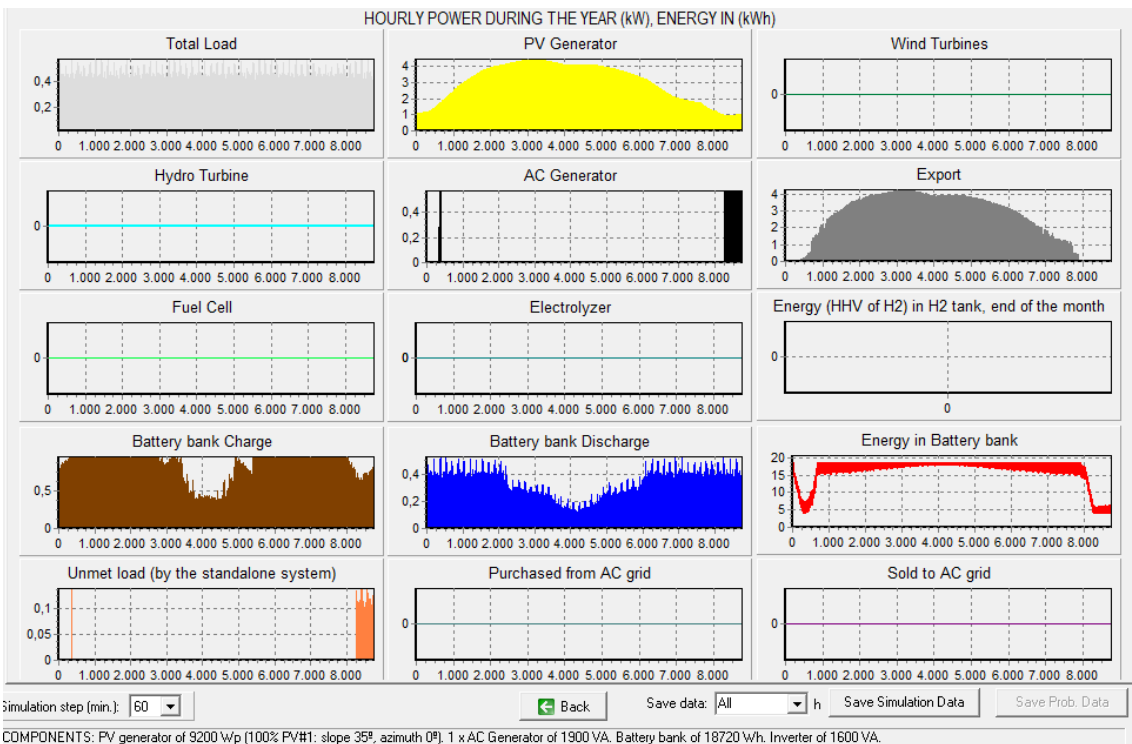 HOURLY POWER DURING THE YEAR (kW), ENERGY IN (kWh)
Total Load
0,4
0,2
0 1.000 2.000 3.000 4.000 5.000 6.000 7.000 8.000
PV Generator
4
3
2
1
0
0 1.000 2.000 3.000 4.000 5.000 6.000 7.000 8.000
Wind Turbines
0
0 1.000 2.000 3.000 4.000 5.000 6.000 7.000 8.000
Hydro Turbine
0
0 1.000 2.000 3.000 4.000 5.000 6.000 7.000 8.000
AC Generator
0,4
0,2
0
0 1.000 2.000 3.000 4.000 5.000 6.000 7.000 8.000
Export
4
3
2
1
0
0 1.000 2.000 3.000 4.000 5.000 6.000 7.000 8.000
Fuel Cell
0
0 1.000 2.000 3.000 4.000 5.000 6.000 7.000 8.000
Electrolyzer
0
0 1.000 2.000 3.000 4.000 5.000 6.000 7.000 8.000
Energy (HHV of H2) in H2 tank, end of the month
0
0
Battery bank Charge
0,5
0
0 1.000 2.000 3.000 4.000 5.000 6.000 7.000 8.000
Battery bank Discharge
0,4
0,2
0
0 1.000 2.000 3.000 4.000 5.000 6.000 7.000 8.000
Energy in Battery bank
20
15
10
5
0
0 1.000 2.000 3.000 4.000 5.000 6.000 7.000 8.000
Unmet load (by the standalone system)
0,1
0,05
0
0 1.000 2.000 3.000 4.000 5.000 6.000 7.000 8.000
Purchased from AC grid
0
0 1.000 2.000 3.000 4.000 5.000 6.000 7.000 8.000
Sold to AC grid
0
0 1.000 2.000 3.000 4.000 5.000 6.000 7.000 8.000
Simulation step (min.): 60 Back Save data: All h Save Simulation Data Save Prob. Data
COMPONENTS: PV generator of 9200 Wp (100% PV#1: slope 35º, azimuth 0º). 1 x AC Generator of 1900 VA. Battery bank of 18720 Wh. Inverter of 1600 VA.